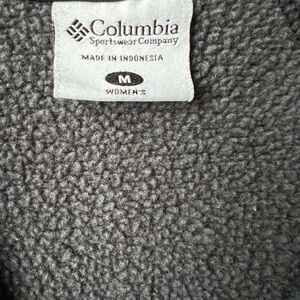 Columbia
Sportswear Company
MADE IN INDONESIA
M
WOMEN'S